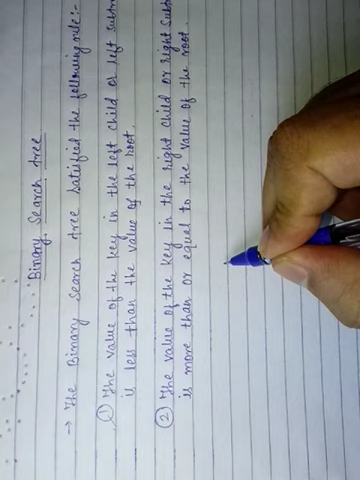 Binary Search tree
→ The Binary Search tree satisfied the following rule:-
① The value of the key in the left child or left subtr
is less than the value of the root.
② The value of the key in the right child or right subt
is more than or equal to the value of the root.